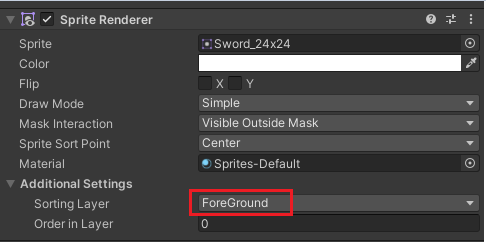 Sprite Renderer
Sprite Sword_24x24
Color
Flip X Y
Draw Mode Simple
Mask Interaction Visible Outside Mask
Sprite Sort Point Center
Material Sprites-Default
Additional Settings
Sorting Layer ForeGround
Order in Layer 0